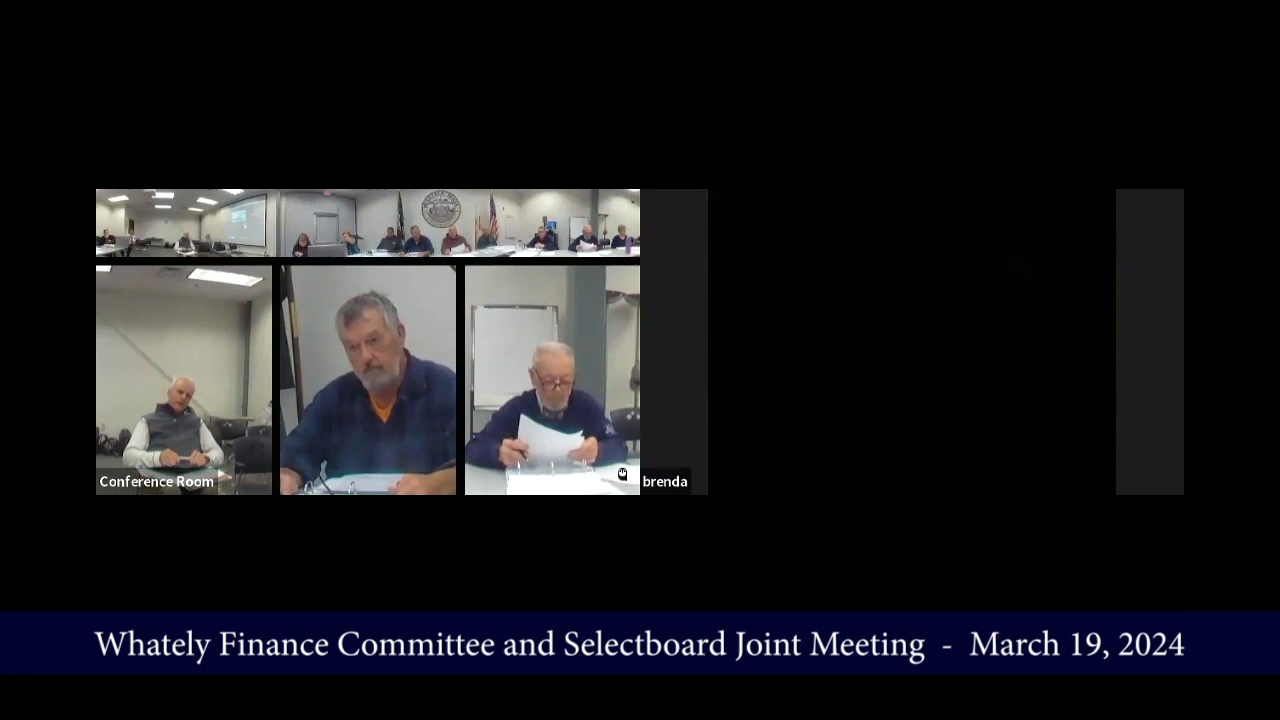 Conference Room
brenda
Whately Finance Committee and Selectboard Joint Meeting - March 19, 2024